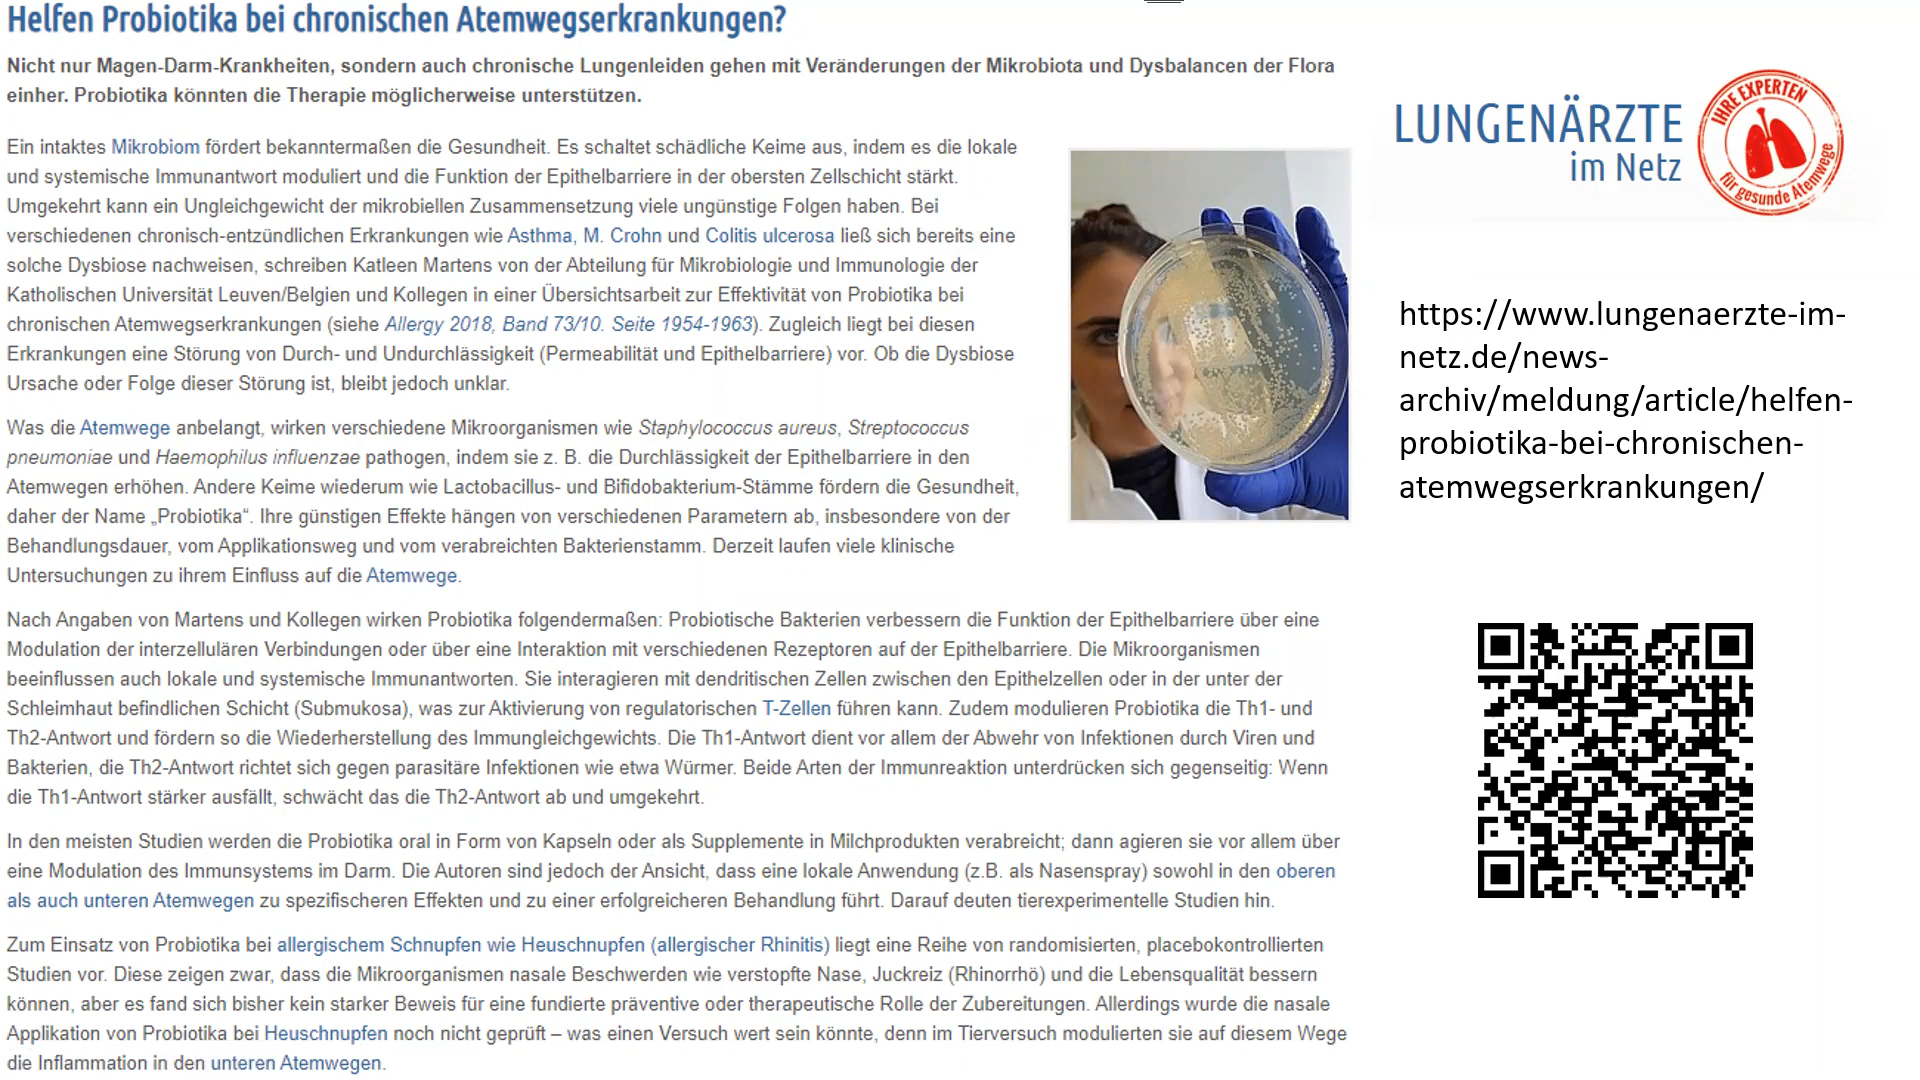 Helfen Probiotika bei chronischen Atemwegserkrankungen?
Nicht nur Magen-Darm-Krankheiten, sondern auch chronische Lungenleiden gehen mit Veränderungen der Mikrobiota und Dysbalancen der Flora
einher. Probiotika könnten die Therapie möglicherweise unterstützen.
Ein intaktes Mikrobiom fördert bekanntermaßen die Gesundheit. Es schaltet schädliche Keime aus, indem es die lokale
und systemische Immunantwort moduliert und die Funktion der Epithelbarriere in der obersten Zellschicht stärkt.
Umgekehrt kann ein Ungleichgewicht der mikrobiellen Zusammensetzung viele ungünstige Folgen haben. Bei
verschiedenen chronisch-entzündlichen Erkrankungen wie Asthma, M. Crohn und Colitis ulcerosa ließ sich bereits eine
solche Dysbiose nachweisen, schreiben Katleen Martens von der Abteilung für Mikrobiologie und Immunologie der
Katholischen Universität Leuven/Belgien und Kollegen in einer Übersichtsarbeit zur Effektivität von Probiotika bei
chronischen Atemwegserkrankungen (siehe Allergy 2018, Band 73/10. Seite 1954-1963). Zugleich liegt bei diesen
Erkrankungen eine Störung von Durch- und Undurchlässigkeit (Permeabilität und Epithelbarriere) vor. Ob die Dysbiose
Ursache oder Folge dieser Störung ist, bleibt jedoch unklar.
Was die Atemwege anbelangt, wirken verschiedene Mikroorganismen wie Staphylococcus aureus, Streptococcus
pneumoniae und Haemophilus influenzae pathogen, indem sie z. B. die Durchlässigkeit der Epithelbarriere in den
Atemwegen erhöhen. Andere Keime wiederum wie Lactobacillus- und Bifidobakterium-Stämme fördern die Gesundheit,
daher der Name „Probiotika“. Ihre günstigen Effekte hängen von verschiedenen Parametern ab, insbesondere von der
Behandlungsdauer, vom Applikationsweg und vom verabreichten Bakterienstamm. Derzeit laufen viele klinische
Untersuchungen zu ihrem Einfluss auf die Atemwege.
Nach Angaben von Martens und Kollegen wirken Probiotika folgendermaßen: Probiotische Bakterien verbessern die Funktion der Epithelbarriere über eine
Modulation der interzellulären Verbindungen oder über eine Interaktion mit verschiedenen Rezeptoren auf der Epithelbarriere. Die Mikroorganismen
beeinflussen auch lokale und systemische Immunantworten. Sie interagieren mit dendritischen Zellen zwischen den Epithelzellen oder in der unter der
Schleimhaut befindlichen Schicht (Submukosa), was zur Aktivierung von regulatorischen T-Zellen führen kann. Zudem modulieren Probiotika die Th1- und
Th2-Antwort und fördern so die Wiederherstellung des Immungleichgewichts. Die Th1-Antwort dient vor allem der Abwehr von Infektionen durch Viren und
Bakterien, die Th2-Antwort richtet sich gegen parasitäre Infektionen wie etwa Würmer. Beide Arten der Immunreaktion unterdrücken sich gegenseitig: Wenn
die Th1-Antwort stärker ausfällt, schwächt das die Th2-Antwort ab und umgekehrt.
In den meisten Studien werden die Probiotika oral in Form von Kapseln oder als Supplemente in Milchprodukten verabreicht; dann agieren sie vor allem über
eine Modulation des Immunsystems im Darm. Die Autoren sind jedoch der Ansicht, dass eine lokale Anwendung (z.B. als Nasenspray) sowohl in den oberen
als auch unteren Atemwegen zu spezifischeren Effekten und zu einer erfolgreicheren Behandlung führt. Darauf deuten tierexperimentelle Studien hin.
Zum Einsatz von Probiotika bei allergischem Schnupfen wie Heuschnupfen (allergischer Rhinitis) liegt eine Reihe von randomisierten, placebokontrollierten
Studien vor. Diese zeigen zwar, dass die Mikroorganismen nasale Beschwerden wie verstopfte Nase, Juckreiz (Rhinorrhö) und die Lebensqualität bessern
können, aber es fand sich bisher kein starker Beweis für eine fundierte präventive oder therapeutische Rolle der Zubereitungen. Allerdings wurde die nasale
Applikation von Probiotika bei Heuschnupfen noch nicht geprüft – was einen Versuch wert sein könnte, denn im Tierversuch modulierten sie auf diesem Wege
die Inflammation in den unteren Atemwegen.
LUNGENÄRZTE
im Netz
IHRE EXPERTEN
für gesunde Atemwege
https://www.lungenaerzte-im-
netz.de/news-
archiv/meldung/article/helfen-
probiotika-bei-chronischen-
atemwegserkrankungen/